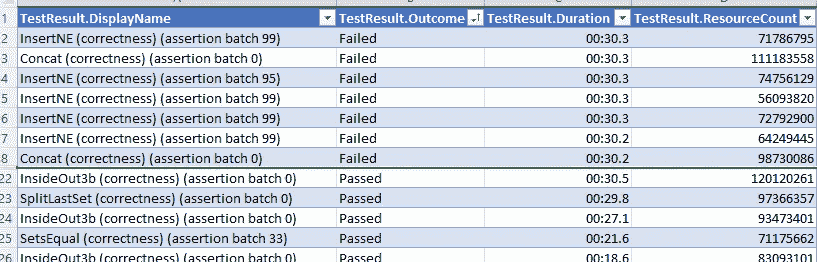 1 TestResult.DisplayName TestResult.Outcome TestResult.Duration TestResult.ResourceCount
2 InsertNE (correctness) (assertion batch 99) Failed 00:30.3 71786795
3 Concat (correctness) (assertion batch 0) Failed 00:30.3 111183558
4 InsertNE (correctness) (assertion batch 95) Failed 00:30.3 74756129
5 InsertNE (correctness) (assertion batch 99) Failed 00:30.3 56093820
6 InsertNE (correctness) (assertion batch 99) Failed 00:30.3 72792900
7 InsertNE (correctness) (assertion batch 99) Failed 00:30.2 64249445
8 Concat (correctness) (assertion batch 0) Failed 00:30.2 98730086
22 InsideOut3b (correctness) (assertion batch 0) Passed 00:30.5 120120261
23 SplitLastSet (correctness) (assertion batch 0) Passed 00:29.8 97366357
24 InsideOut3b (correctness) (assertion batch 0) Passed 00:27.1 93473401
25 SetsEqual (correctness) (assertion batch 33) Passed 00:21.6 71175662
26 InsideOut3b (correctness) (assertion batch 0) Passed 00:18.6 83093101